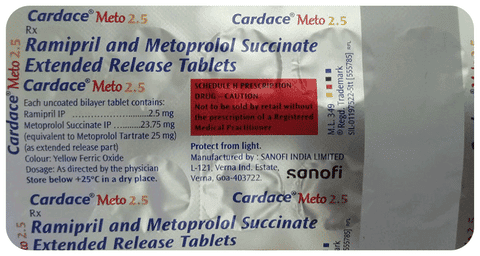 Cardace® Meto 2.5
Cardace® Meto 2.5
Rx
Ramipril and Metoprolol Succinate
Extended Release Tablets
Cardace® Meto 2.5
Each uncoated bilayer tablet contains:
Ramipril IP ..................2.5 mg
Metoprolol Succinate IP ..........23.75 mg
(equivalent to Metoprolol Tartrate 25 mg)
(as extended release part)
Colour: Yellow Ferric Oxide
Dosage: As directed by the physician
Store below +25°C in a dry place.
SCHEDULE H PRESCRIPTION
DRUG – CAUTION
Not to be sold by retail without
the prescription of a Registered
Medical Practitioner
Protect from light.
Manufactured by : SANOFI INDIA LIMITED
L-121, Verna Ind. Estate,
Verna, Goa-403722.
sanofi
M.L. 349
® Regd. Trademark
Cardace® Meto 2.5
Cardace® Meto 2.5
Cardace® Meto 2.5
Rx
Ramipril and Metoprolol Succinate
Extended Release Tablets